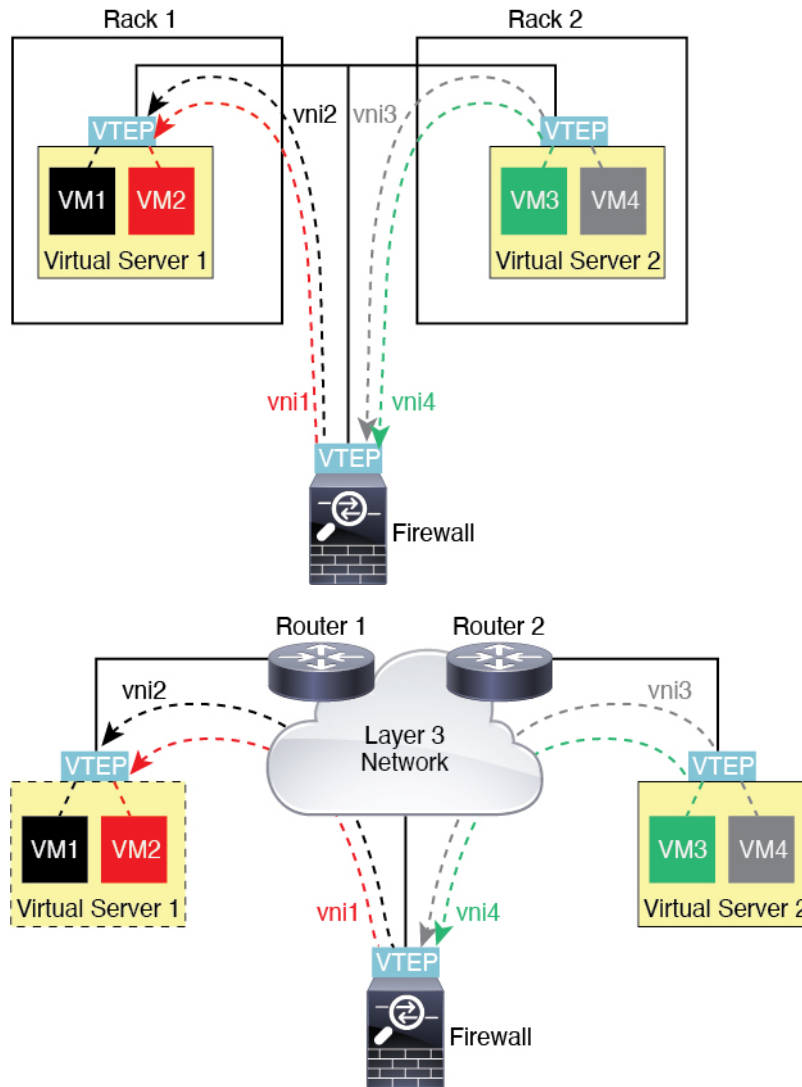 Rack 1
Rack 2
vni2
vni3
VTEP
VTEP
VM1
VM2
VM3
VM4
Virtual Server 1
Virtual Server 2
vni1
vni4
VTEP
Firewall
Router 1
Router 2
vni2
vni3
Layer 3
Network
VTEP
VTEP
VM1
VM2
VM3
VM4
Virtual Server 1
Virtual Server 2
vni1
vni4
VTEP
Firewall